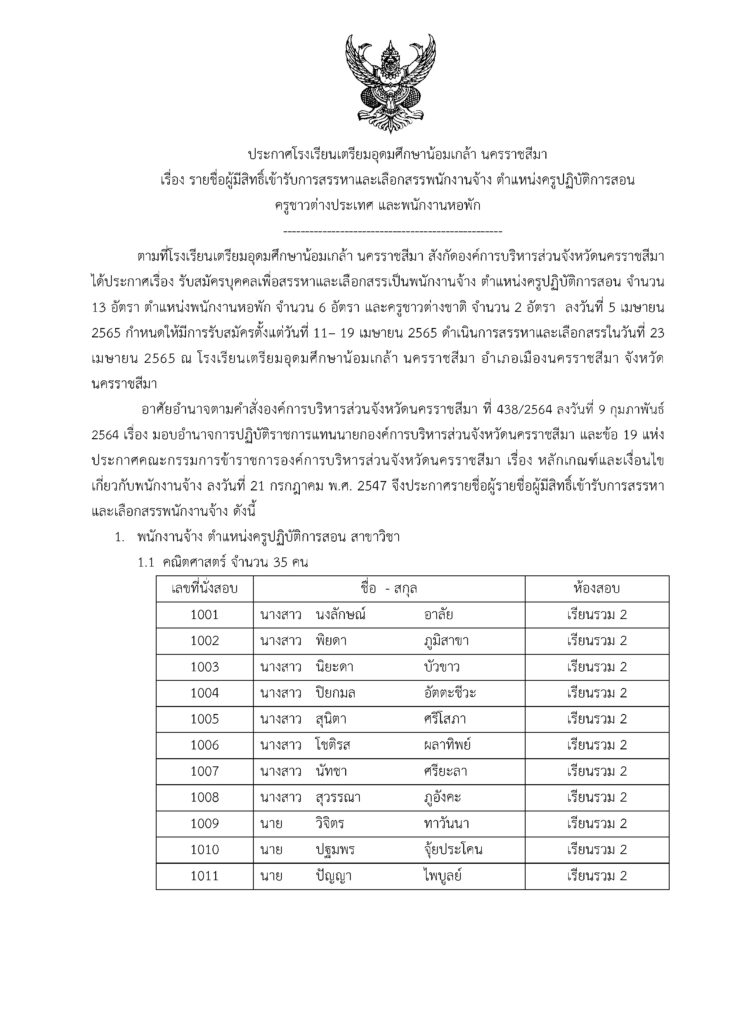 ประกาศโรงเรียนเตรียมอุดมศึกษาน้อมเกล้า นครราชสีมา
เรื่อง รายชื่อผู้มีสิทธิ์เข้ารับการสรรหาและเลือกสรรพนักงานจ้าง ตำแหน่งครูปฏิบัติการสอน
ครูชาวต่างประเทศ และพนักงานหอพัก
--------------------------------------------------
ตามที่โรงเรียนเตรียมอุดมศึกษาน้อมเกล้า นครราชสีมา สังกัดองค์การบริหารส่วนจังหวัดนครราชสีมา
ได้ประกาศเรื่อง รับสมัครบุคคลเพื่อสรรหาและเลือกสรรเป็นพนักงานจ้าง ตำแหน่งครูปฏิบัติการสอน จำนวน
13 อัตรา ตำแหน่งพนักงานหอพัก จำนวน 6 อัตรา และครูชาวต่างชาติ จำนวน 2 อัตรา ลงวันที่ 5 เมษายน
2565 กำหนดให้มีการรับสมัครตั้งแต่วันที่ 11– 19 เมษายน 2565 ดำเนินการสรรหาและเลือกสรรในวันที่ 23
เมษายน 2565 ณ โรงเรียนเตรียมอุดมศึกษาน้อมเกล้า นครราชสีมา อำเภอเมืองนครราชสีมา จังหวัด
นครราชสีมา
อาศัยอำนาจตามคำสั่งองค์การบริหารส่วนจังหวัดนครราชสีมา ที่ 438/2564 ลงวันที่ 9 กุมภาพันธ์
2564 เรื่อง มอบอำนาจการปฏิบัติราชการแทนนายกองค์การบริหารส่วนจังหวัดนครราชสีมา และข้อ 19 แห่ง
ประกาศคณะกรรมการข้าราชการองค์การบริหารส่วนจังหวัดนครราชสีมา เรื่อง หลักเกณฑ์และเงื่อนไข
เกี่ยวกับพนักงานจ้าง ลงวันที่ 21 กรกฎาคม พ.ศ. 2547 จึงประกาศรายชื่อผู้รายชื่อผู้มีสิทธิ์เข้ารับการสรรหา
และเลือกสรรพนักงานจ้าง ดังนี้
1. พนักงานจ้าง ตำแหน่งครูปฏิบัติการสอน สาขาวิชา
1.1 คณิตศาสตร์ จำนวน 35 คน
เลขที่นั่งสอบ ชื่อ - สกุล ห้องสอบ
1001 นางสาว นงลักษณ์ อาลัย เรียนรวม 2
1002 นางสาว พิยดา ภูมิสาขา เรียนรวม 2
1003 นางสาว นิยะดา บัวขาว เรียนรวม 2
1004 นางสาว ปิยกมล อัตตะชีวะ เรียนรวม 2
1005 นางสาว สุนิตา ศรีโสภา เรียนรวม 2
1006 นางสาว โชติรส ผลาทิพย์ เรียนรวม 2
1007 นางสาว นัทชา ศรียะลา เรียนรวม 2
1008 นางสาว สุวรรณา ภูอังคะ เรียนรวม 2
1009 นาย วิจิตร ทาวันนา เรียนรวม 2
1010 นาย ปฐมพร จุ้ยประโคน เรียนรวม 2
1011 นาย ปัญญา ไพบูลย์ เรียนรวม 2